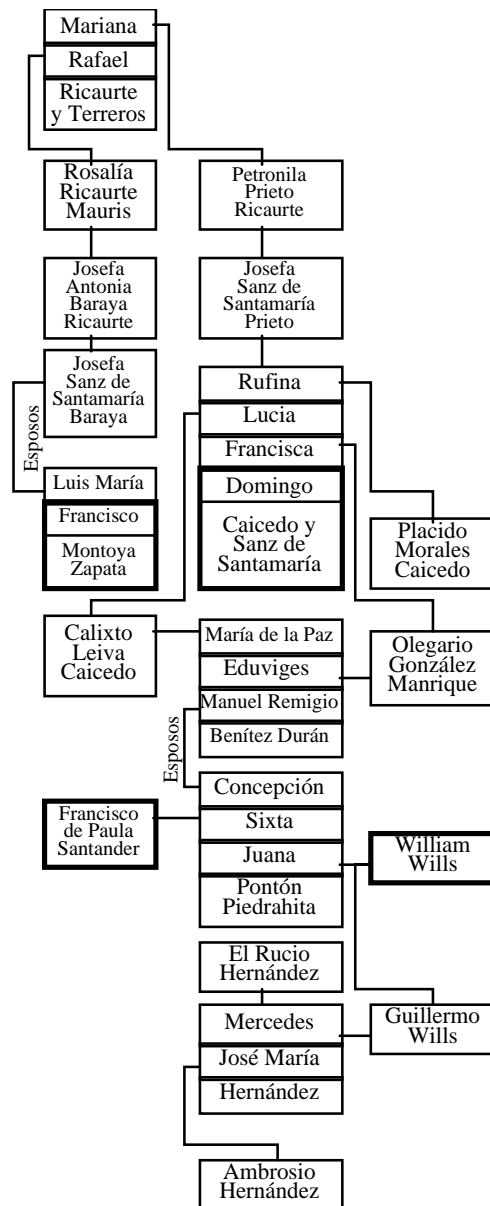 Mariana
Rafael
Ricaurte
y Terreros
Rosalía
Ricaurte
Mauris
Petronila
Prieto
Ricaurte
Josefa
Antonia
Baraya
Ricaurte
Josefa
Sanz de
Santamaría
Prieto
Josefa
Sanz de
Santamaría
Baraya
Esposos
Luis María
Francisco
Montoya
Zapata
Rufina
Lucia
Francisca
Domingo
Caicedo y
Sanz de
Santamaría
Placido
Morales
Caicedo
Calixto
Leiva
Caicedo
María de la Paz
Eduviges
Manuel Remigio
Benítez Durán
Olegario
González
Manrique
Esposos
Concepción
Sixta
Juana
Pontón
Piedrahita
Francisco
de Paula
Santander
William
Wills
El Rucio
Hernández
Mercedes
José María
Hernández
Guillermo
Wills
Ambrosio
Hernández